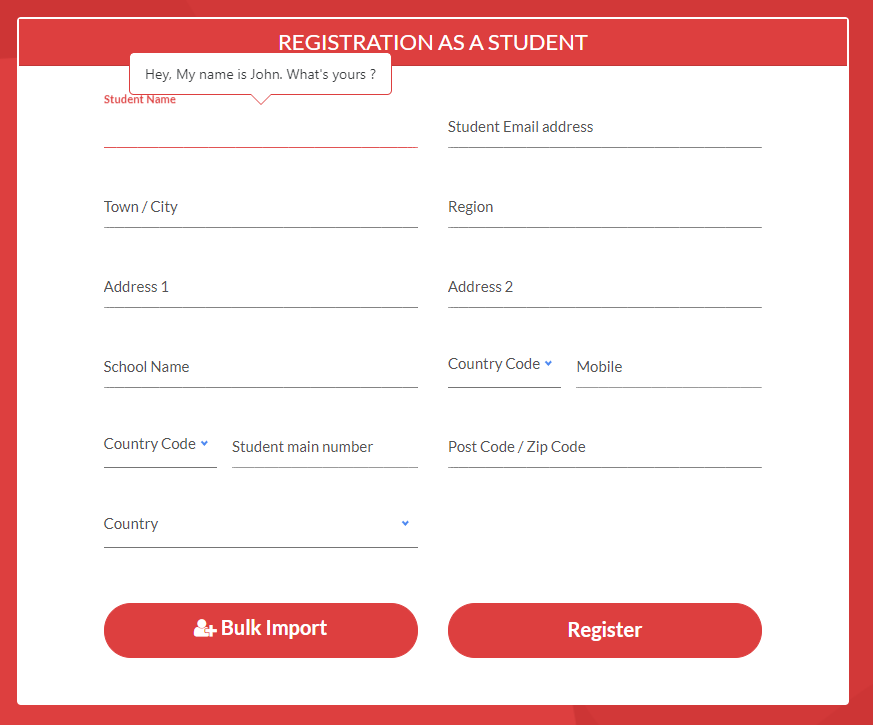 REGISTRATION AS A STUDENT
Hey, My name is John. What's yours ?
Student Name
Student Email address
Town / City
Region
Address 1
Address 2
School Name
Country Code
Mobile
Country Code
Student main number
Post Code / Zip Code
Country
Bulk Import
Register